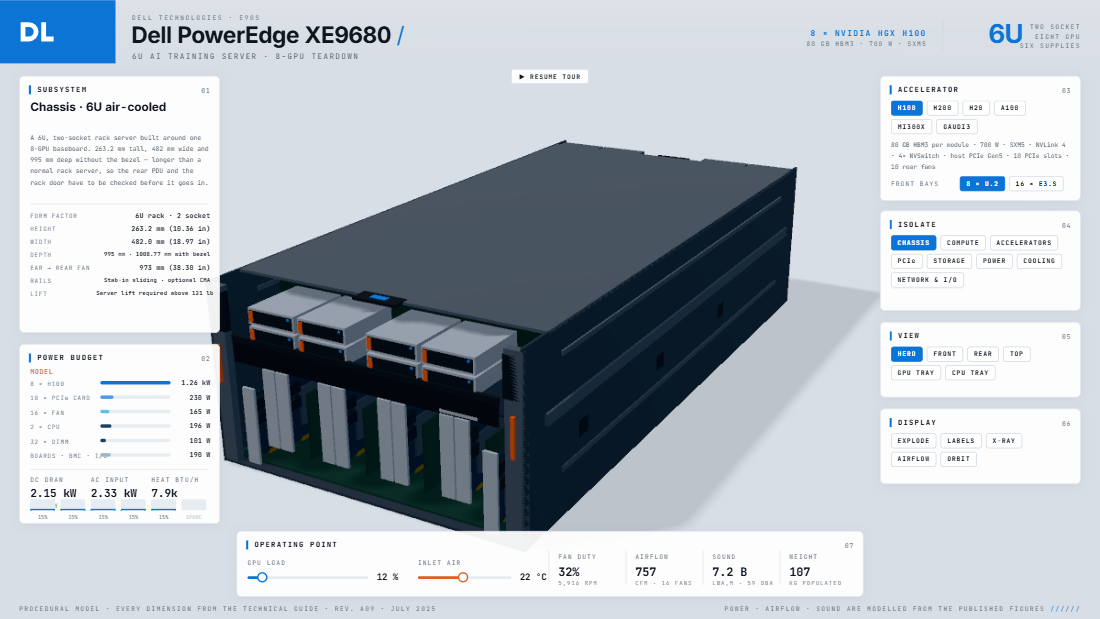 DL
DELL TECHNOLOGIES · E90S
Dell PowerEdge XE9680 /
6U AI TRAINING SERVER · 8-GPU TEARDOWN
8 × NVIDIA HGX H100
80 GB HBM3 · 700 W · SXM5
6U
TWO SOCKET
EIGHT GPU
SIX SUPPLIES
▶ RESUME TOUR
SUBSYSTEM
01
Chassis · 6U air-cooled
A 6U, two-socket rack server built around one
8-GPU baseboard. 263.2 mm tall, 482 mm wide and
995 mm deep without the bezel — longer than a
normal rack server, so the rear PDU and the
rack door have to be checked before it goes in.
FORM FACTOR 6U rack · 2 socket
HEIGHT 263.2 mm (10.36 in)
WIDTH 482.0 mm (18.97 in)
DEPTH 995 mm · 1008.77 mm with bezel
EAR → REAR FAN 973 mm (38.30 in)
RAILS Stab-in sliding · optional CMA
LIFT Server lift required above 121 lb
POWER BUDGET
02
MODEL
8 × H100 1.26 kW
10 × PCIe CARD 230 W
16 × FAN 165 W
2 × CPU 196 W
32 × DIMM 101 W
BOARDS · BMC · I/O 190 W
DC DRAW AC INPUT HEAT BTU/H
2.15 kW 2.33 kW 7.9k
15% 15% 15% 15% 15% SPARE
ACCELERATOR
03
H100 H200 H20 A100
MI300X GAUDI3
80 GB HBM3 per module · 700 W · SXM5 · NVLink 4
· 4× NVSwitch · host PCIe Gen5 · 10 PCIe slots ·
10 rear fans
FRONT BAYS 8 × U.2 16 × E3.S
ISOLATE
04
CHASSIS COMPUTE ACCELERATORS
PCIe STORAGE POWER COOLING
NETWORK & I/O
VIEW
05
HERO FRONT REAR TOP
GPU TRAY CPU TRAY
DISPLAY
06
EXPLODE LABELS X-RAY
AIRFLOW ORBIT
OPERATING POINT
07
GPU LOAD 12 %
INLET AIR 22 °C
FAN DUTY
32%
5,916 RPM
AIRFLOW
757
CFM · 16 FANS
SOUND
7.2 B
LWA,M · 59 DBA
WEIGHT
107
KG POPULATED
PROCEDURAL MODEL · EVERY DIMENSION FROM THE TECHNICAL GUIDE · REV. A09 · JULY 2025
POWER · AIRFLOW · SOUND ARE MODELLED FROM THE PUBLISHED FIGURES //////